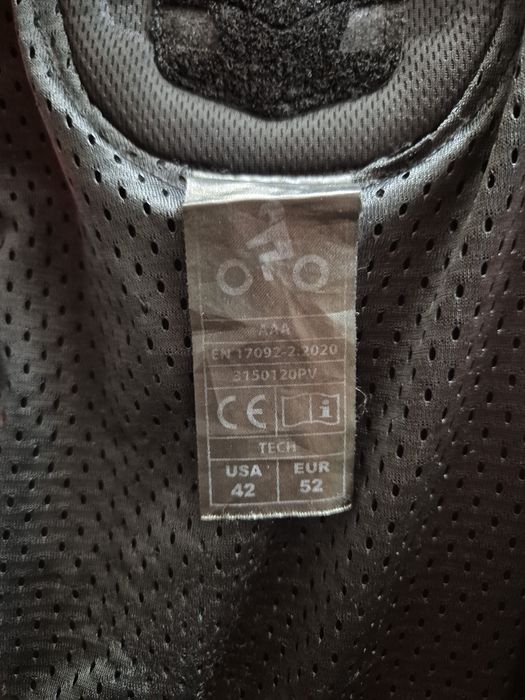 AAA
EN 17092-2:2020
3150120PV
CE i
TECH
USA EUR
42 52